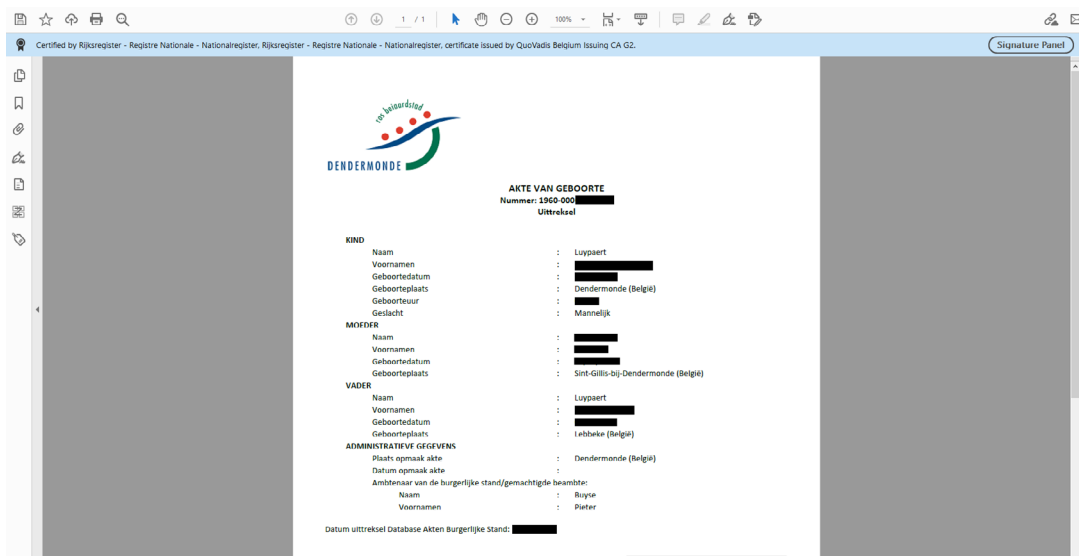 1 / 1
100%
Certified by Rijksregister - Registre Nationale - Nationalregister, Rijksregister - Registre Nationale - Nationalregister, certificate issued by QuoVadis Belgium Issuing CA G2.
Signature Panel
ros beiaardstad
DENDERMONDE
AKTE VAN GEBOORTE
Nummer: 1960-000
Uittreksel
KIND
Naam : Luypaert
Voornamen :
Geboortedatum :
Geboorteplaats : Dendermonde (België)
Geboorteuur :
Geslacht : Mannelijk
MOEDER
Naam :
Voornamen :
Geboortedatum :
Geboorteplaats : Sint-Gillis-bij-Dendermonde (België)
VADER
Naam : Luypaert
Voornamen :
Geboortedatum :
Geboorteplaats : Lebbeke (België)
ADMINISTRATIEVE GEGEVENS
Plaats opmaak akte : Dendermonde (België)
Datum opmaak akte :
Ambtenaar van de burgerlijke stand/gemachtigde beambte:
Naam : Buyse
Voornamen : Pieter
Datum uittreksel Database Akten Burgerlijke Stand: